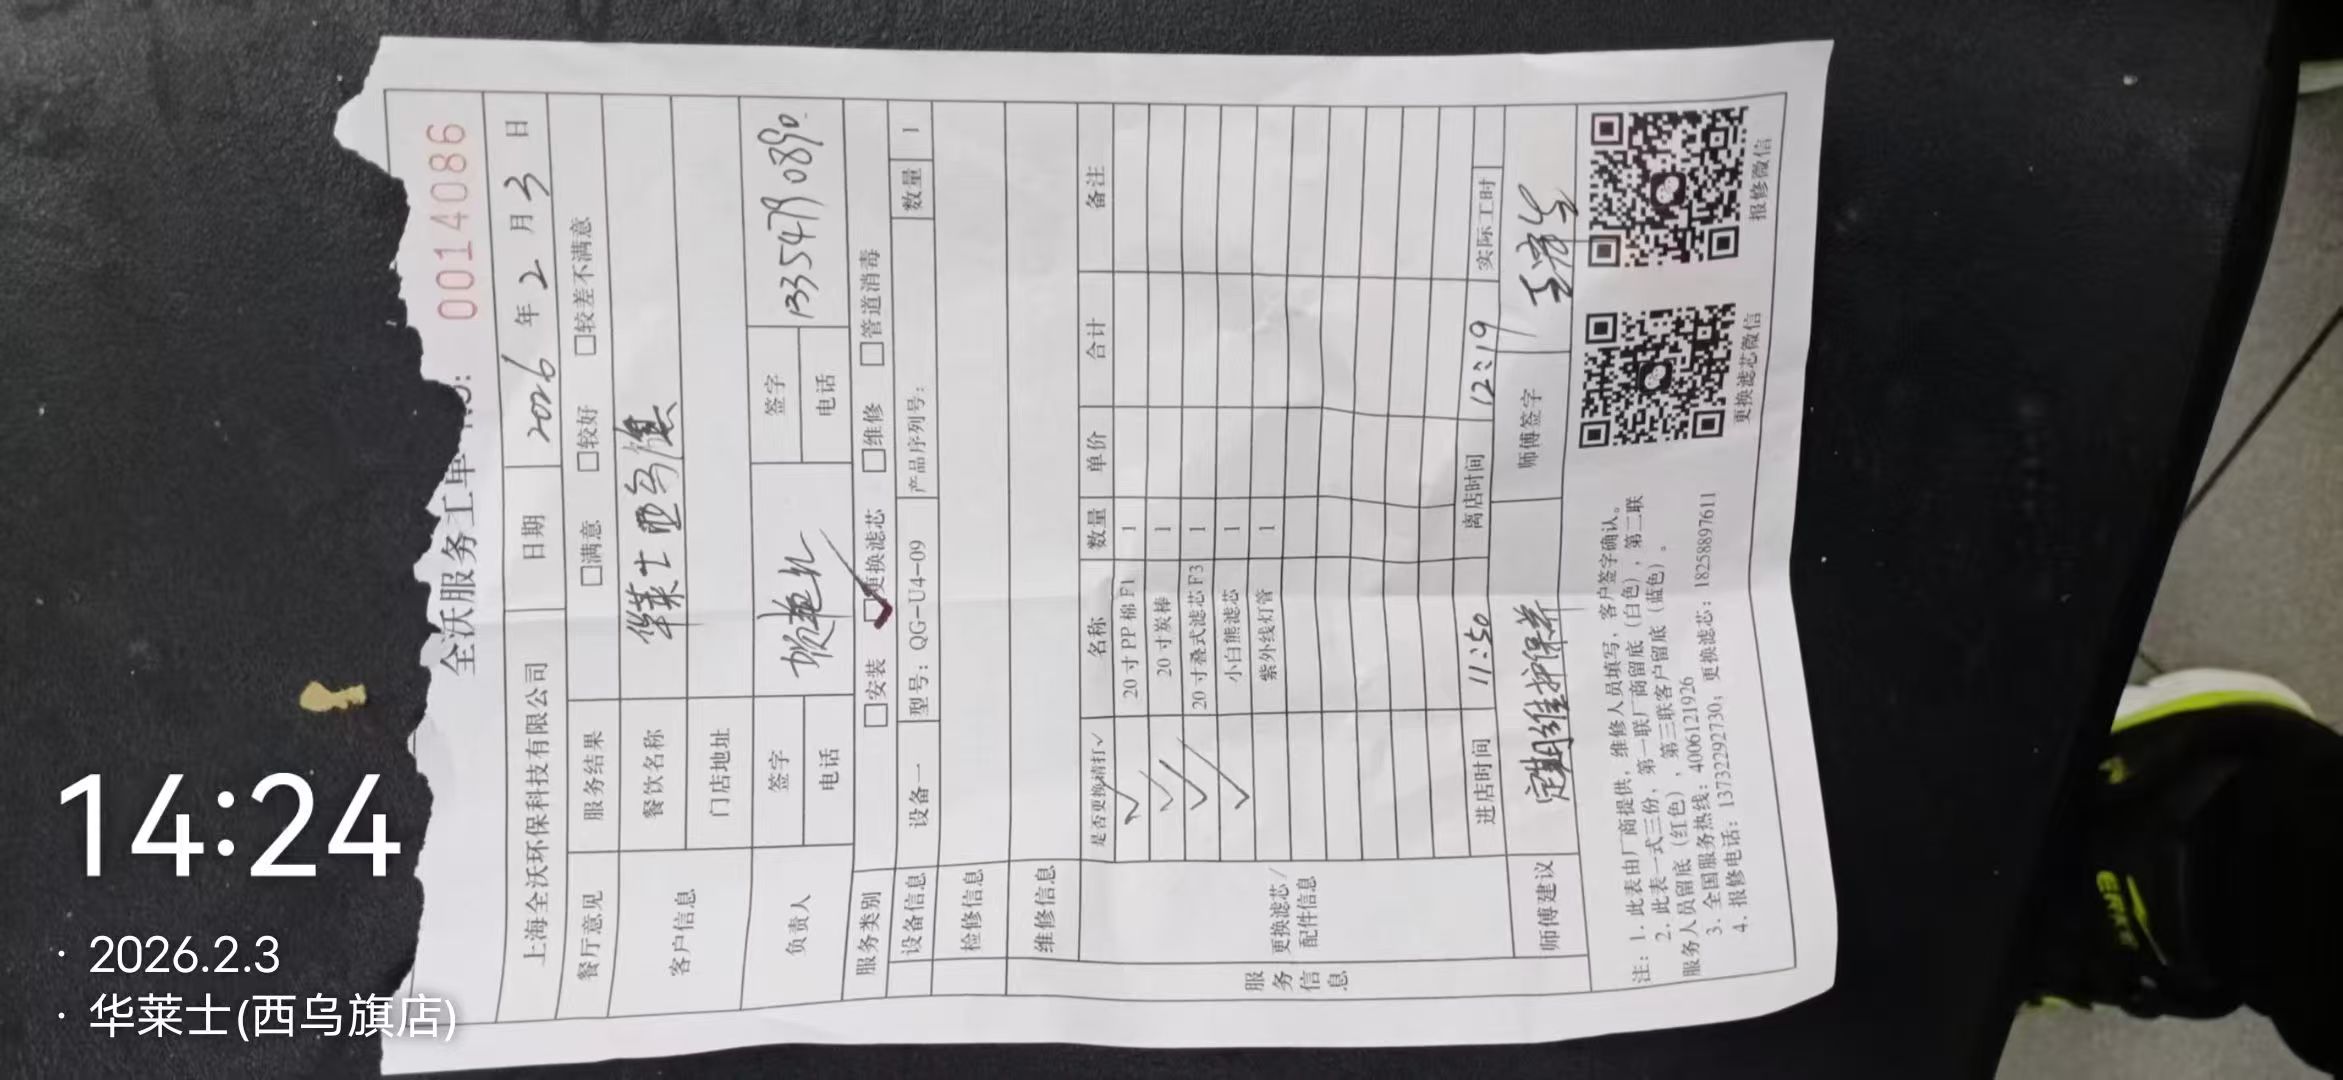 全沃服务工单
0014086
上海全沃环保科技有限公司 日期 2026 年 2 月 3 日
餐厅意见 服务结果 □满意 □较好 □较差不满意
客户信息 餐饮名称 华莱士西乌旗
门店地址
负责人 签字 签字
电话 电话 13354790890
服务类别 □安装 ☑更换滤芯 □维修 □管道消毒
设备信息 设备一 型号：QG-U4-09 产品序列号： 数量 1
检修信息
维修信息
服务信息
更换滤芯/配件信息
是否更换请打✓ 名称 数量 单价 合计 备注
✓ 20寸PP棉F1 1
✓ 20寸炭棒 1
✓ 20寸叠式滤芯F3 1
✓ 小白熊滤芯 1
紫外线灯管 1
进店时间 11:50 离店时间 12:19 实际工时
师傅建议 定期维护保养 师傅签字
注：1. 此表由厂商提供，维修人员填写，客户签字确认。
2. 此表一式三份，第一联厂商留底（白色），第二联
服务人员留底（红色），第三联客户留底（蓝色）。
3. 全国服务热线：4006121926
4. 报修电话：13732292730；更换滤芯：18258897611
更换滤芯微信
报修微信
14:24
· 2026.2.3
· 华莱士(西乌旗店)